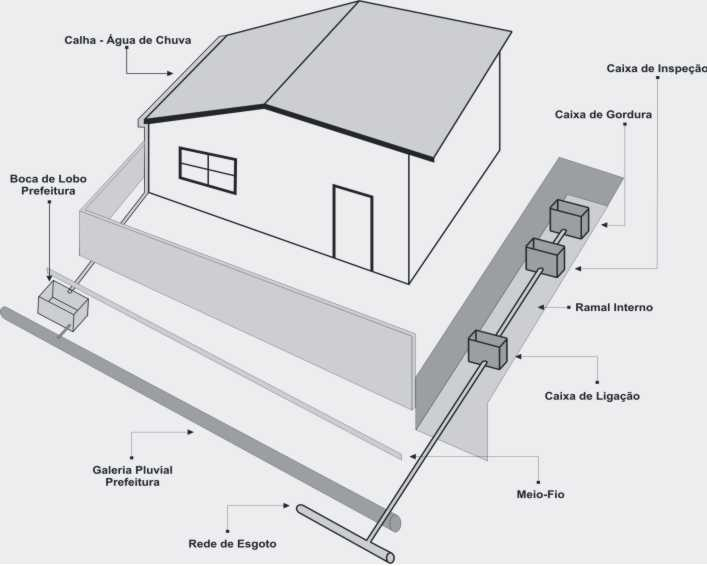 Calha - Água de Chuva
Caixa de Inspeção
Caixa de Gordura
Boca de Lobo
Prefeitura
Ramal Interno
Caixa de Ligação
Galeria Pluvial
Prefeitura
Meio-Fio
Rede de Esgoto